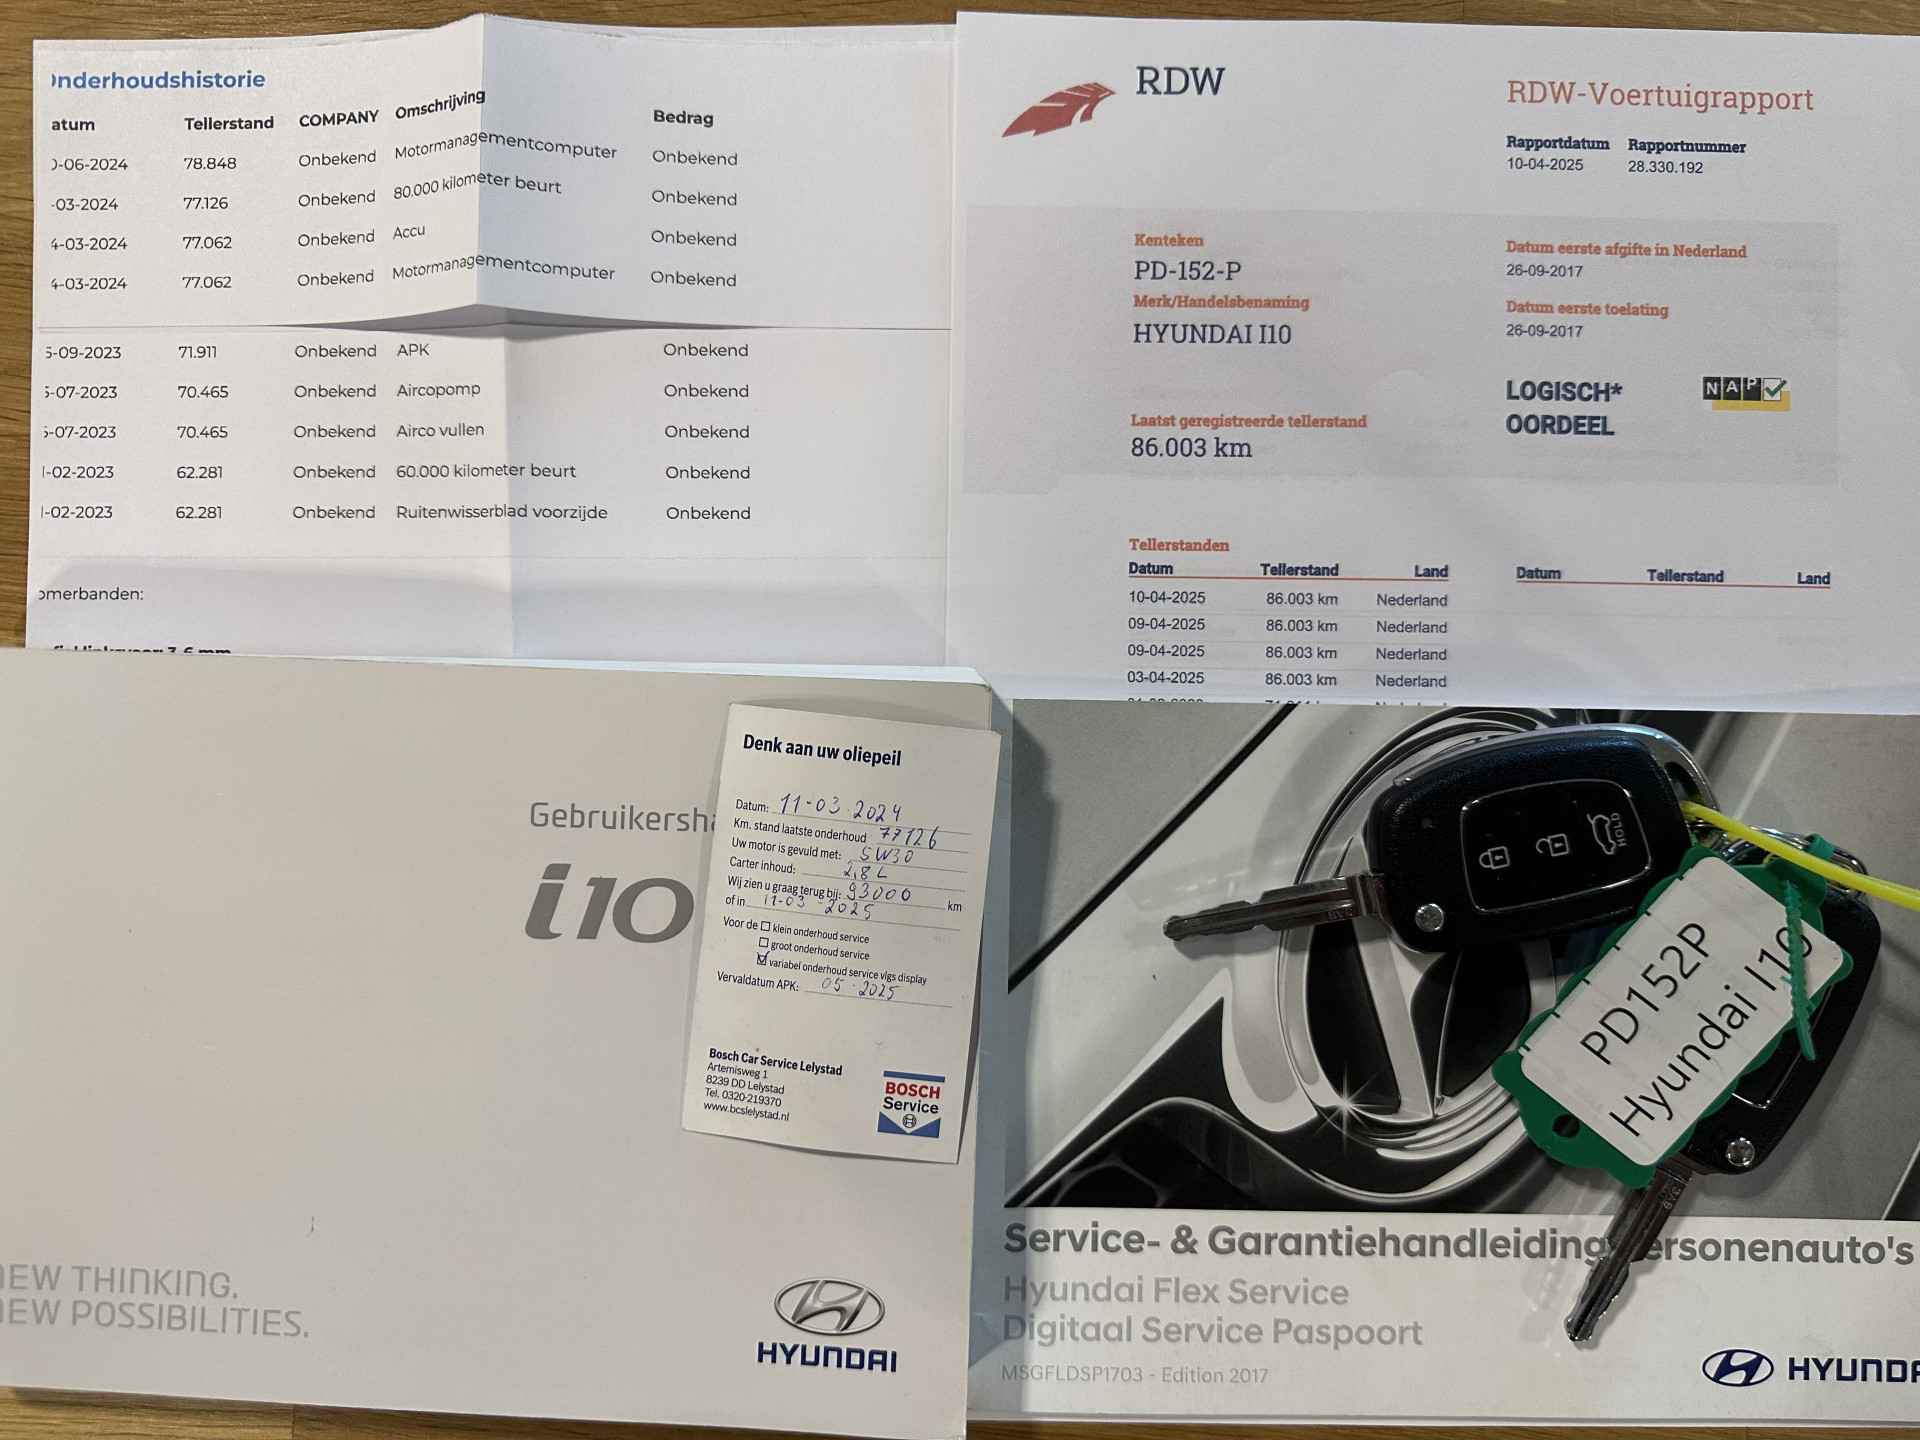 nderhoudshistorie
atum Tellerstand COMPANY Omschrijving Bedrag
-06-2024 78.848 Onbekend Motormanagementcomputer Onbekend
-03-2024 77.126 Onbekend 80.000 kilometer beurt Onbekend
4-03-2024 77.062 Onbekend Accu Onbekend
4-03-2024 77.062 Onbekend Motormanagementcomputer Onbekend
-09-2023 71.911 Onbekend APK Onbekend
-07-2023 70.465 Onbekend Aircopomp Onbekend
-07-2023 70.465 Onbekend Airco vullen Onbekend
-02-2023 62.281 Onbekend 60.000 kilometer beurt Onbekend
-02-2023 62.281 Onbekend Ruitenwisserblad voorzijde Onbekend
omerbanden:
RDW
RDW-Voertuigrapport
Rapportdatum Rapportnummer
10-04-2025 28.330.192
Kenteken
PD-152-P
Merk/Handelsbenaming
HYUNDAI I10
Datum eerste afgifte in Nederland
26-09-2017
Datum eerste toelating
26-09-2017
Laatst geregistreerde tellerstand
86.003 km
LOGISCH*
OORDEEL
NAP
Tellerstanden
Datum Tellerstand Land Datum Tellerstand Land
10-04-2025 86.003 km Nederland
09-04-2025 86.003 km Nederland
09-04-2025 86.003 km Nederland
03-04-2025 86.003 km Nederland
Gebruikersh
i10
NEW THINKING.
NEW POSSIBILITIES.
HYUNDAI
Denk aan uw oliepeil
Datum: 11-03-2024
Km. stand laatste onderhoud 77126
Uw motor is gevuld met: 5W30
Carter inhoud: 2,8 L
Wij zien u graag terug bij: 93000 km
of in 11-03-2025
Voor de klein onderhoud service
groot onderhoud service
variabel onderhoud service vlgs display
Vervaldatum APK: 05-2025
Bosch Car Service Lelystad
Artemisweg 1
8239 DD Lelystad
Tel. 0320-219370
www.bcslelystad.nl
BOSCH
Service
HOLD
PD152P
Hyundai I10
Service- & Garantiehandleiding ersonenauto's
Hyundai Flex Service
Digitaal Service Paspoort
MSGFLDSP1703 - Edition 2017
HYUNDA